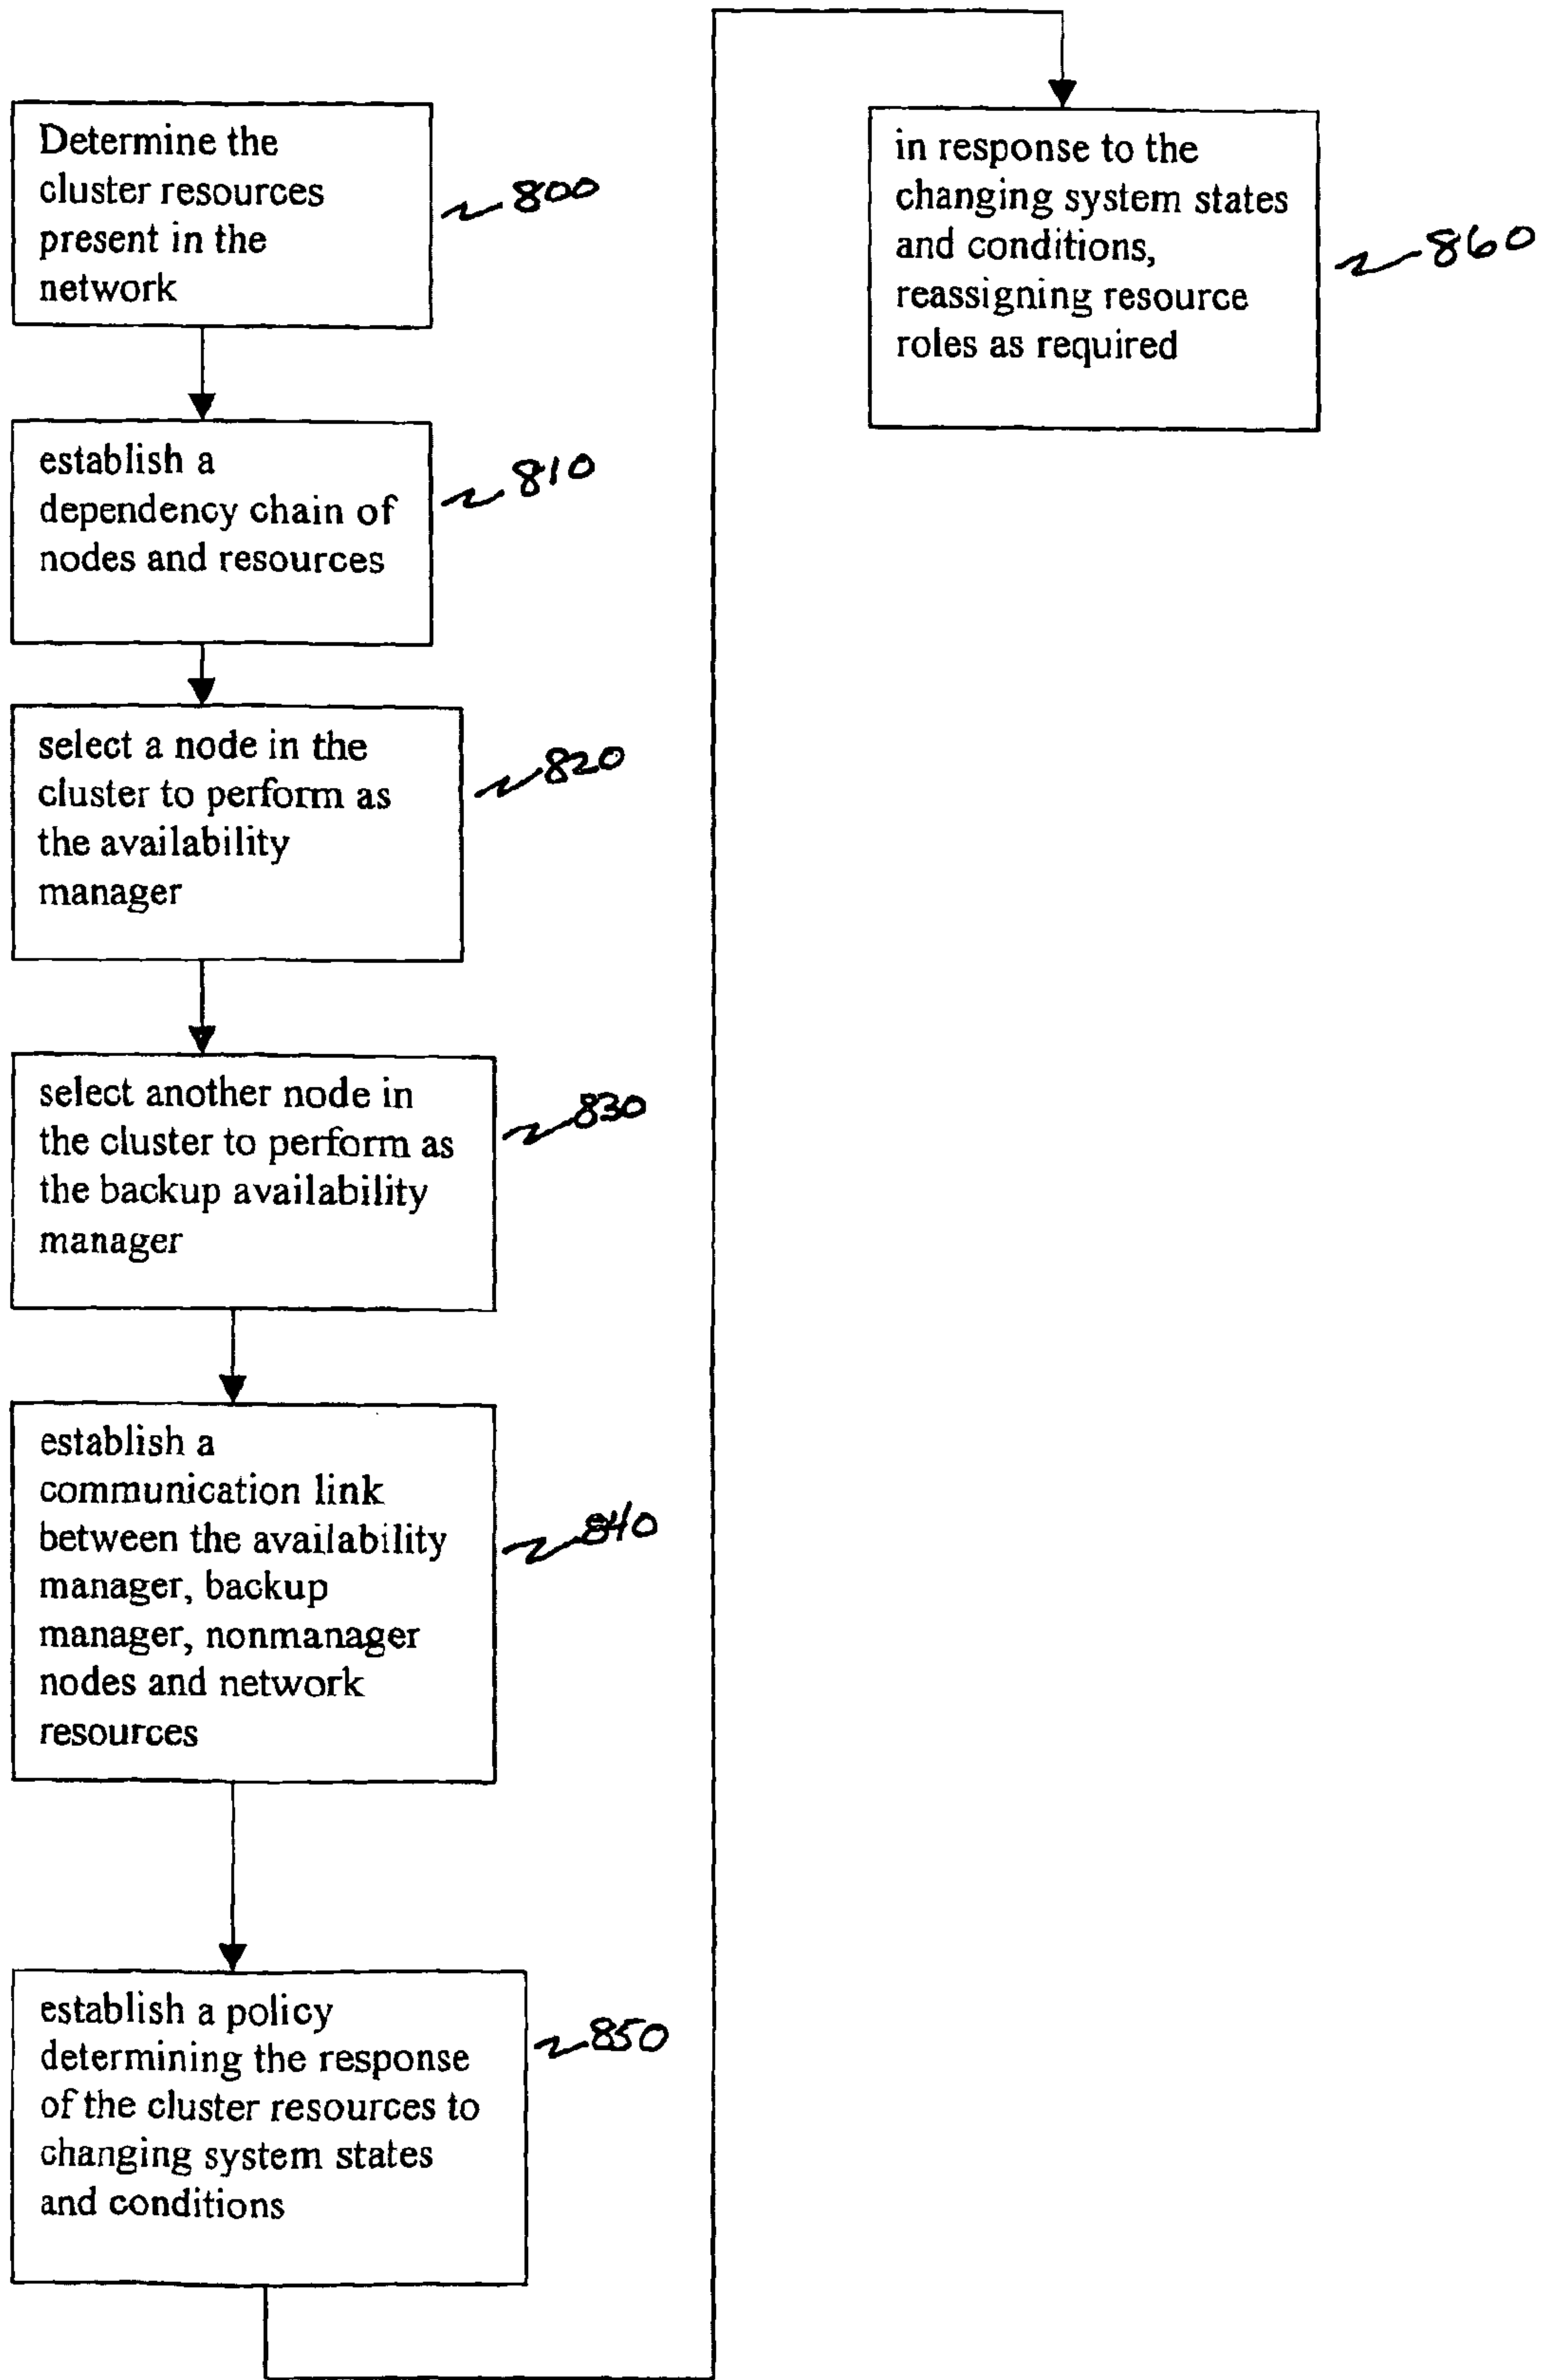 Determine the
cluster resources
present in the
network
800
establish a
dependency chain of
nodes and resources
810
select a node in the
cluster to perform as
the availability
manager
820
select another node in
the cluster to perform as
the backup availability
manager
830
establish a
communication link
between the availability
manager, backup
manager, nonmanager
nodes and network
resources
840
establish a policy
determining the response
of the cluster resources to
changing system states
and conditions
850
in response to the
changing system states
and conditions,
reassigning resource
roles as required
860